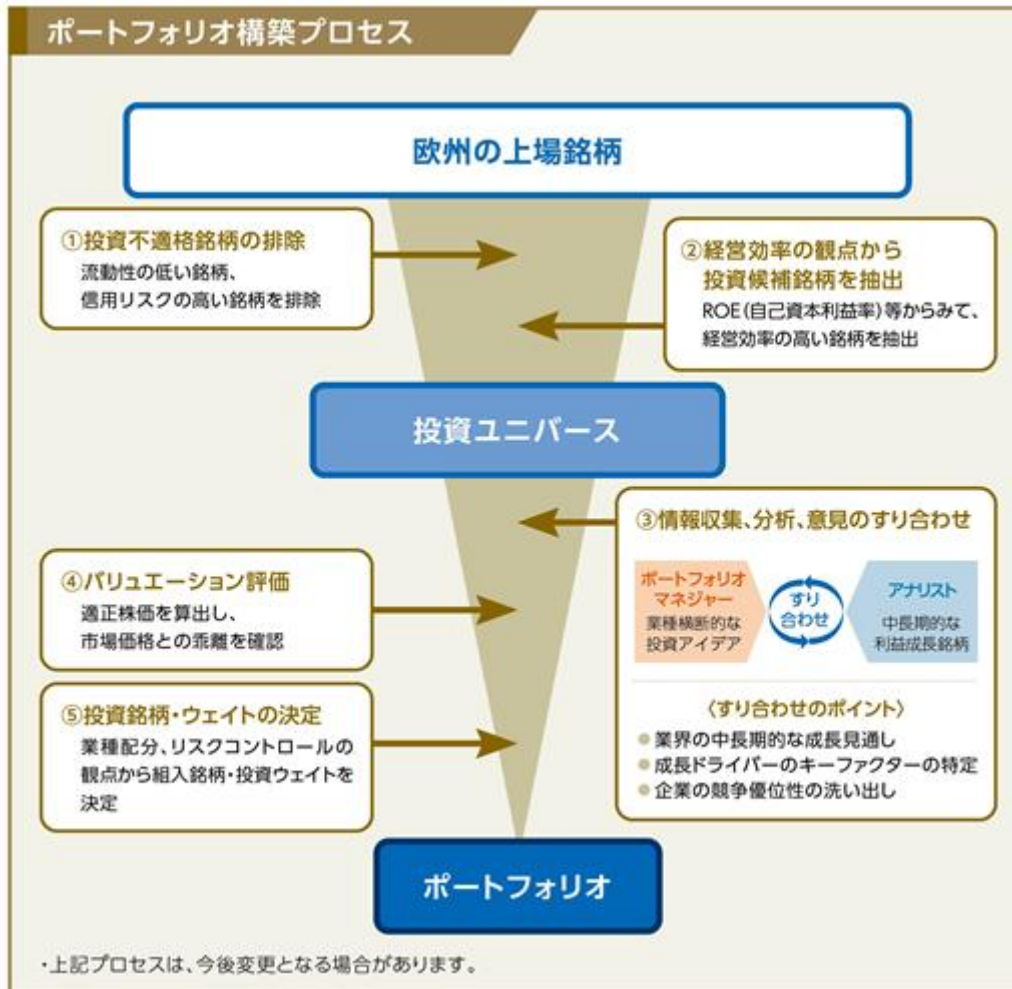 ポートフォリオ構築プロセス
欧州の上場銘柄
①投資不適格銘柄の排除
流動性の低い銘柄、
信用リスクの高い銘柄を排除
②経営効率の観点から
投資候補銘柄を抽出
ROE(自己資本利益率)等からみて、
経営効率の高い銘柄を抽出
投資ユニバース
③情報収集、分析、意見のすり合わせ
ポートフォリオ
マネジャー
業種横断的な
投資アイデア
すり
合わせ
アナリスト
中長期的な
利益成長銘柄
〈すり合わせのポイント〉
●業界の中長期的な成長見通し
●成長ドライバーのキーファクターの特定
●企業の競争優位性の洗い出し
④バリュエーション評価
適正株価を算出し、
市場価格との乖離を確認
⑤投資銘柄・ウェイトの決定
業種配分、リスクコントロールの
観点から組入銘柄・投資ウェイトを
決定
ポートフォリオ
・上記プロセスは、今後変更となる場合があります。